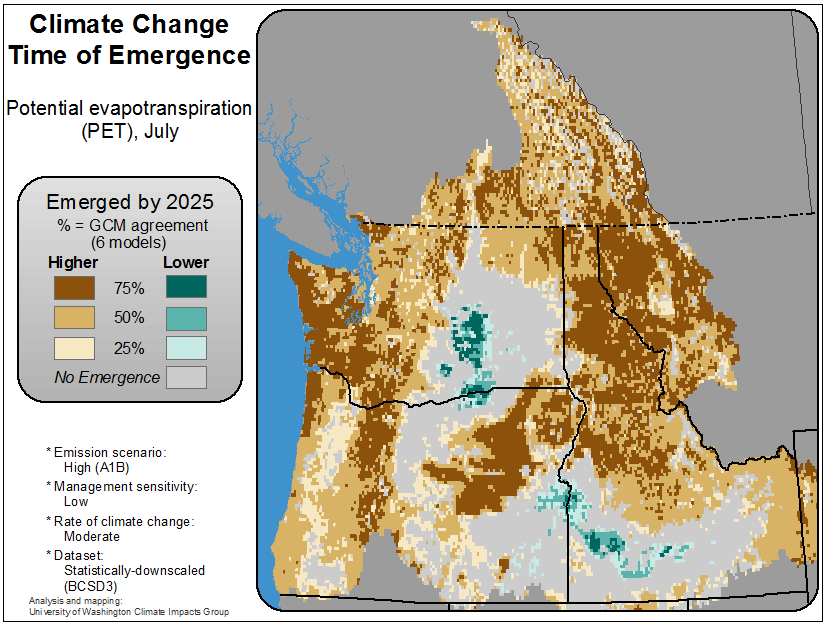 Climate Change
Time of Emergence
Potential evapotranspiration
(PET), July
Emerged by 2025
% = GCM agreement
(6 models)
Higher Lower
75%
50%
25%
No Emergence
* Emission scenario:
High (A1B)
* Management sensitivity:
Low
* Rate of climate change:
Moderate
* Dataset:
Statistically-downscaled
(BCSD3)
Analysis and mapping:
University of Washington Climate Impacts Group